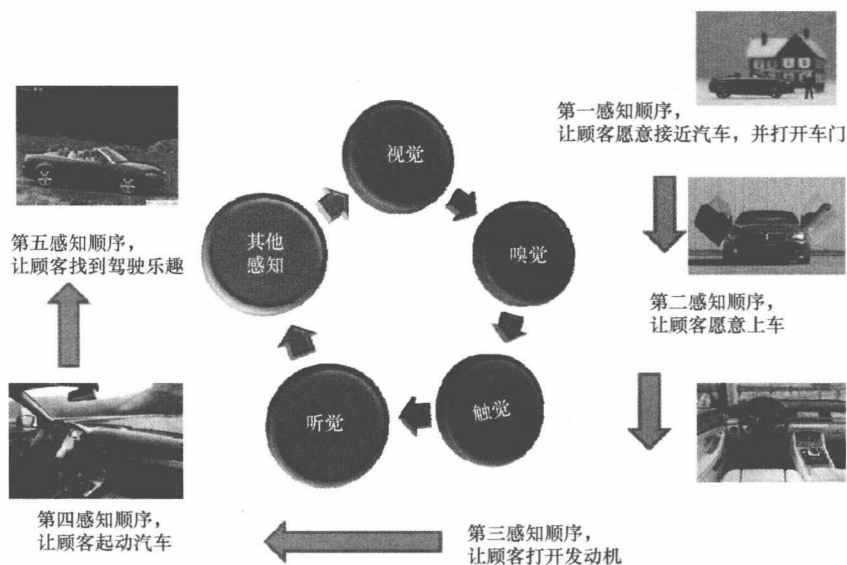 第一感知顺序，
让顾客愿意接近汽车，并打开车门
视觉
嗅觉
触觉
听觉
其他
感知
第二感知顺序，
让顾客愿意上车
第三感知顺序，
让顾客打开发动机
第四感知顺序，
让顾客起动汽车
第五感知顺序，
让顾客找到驾驶乐趣